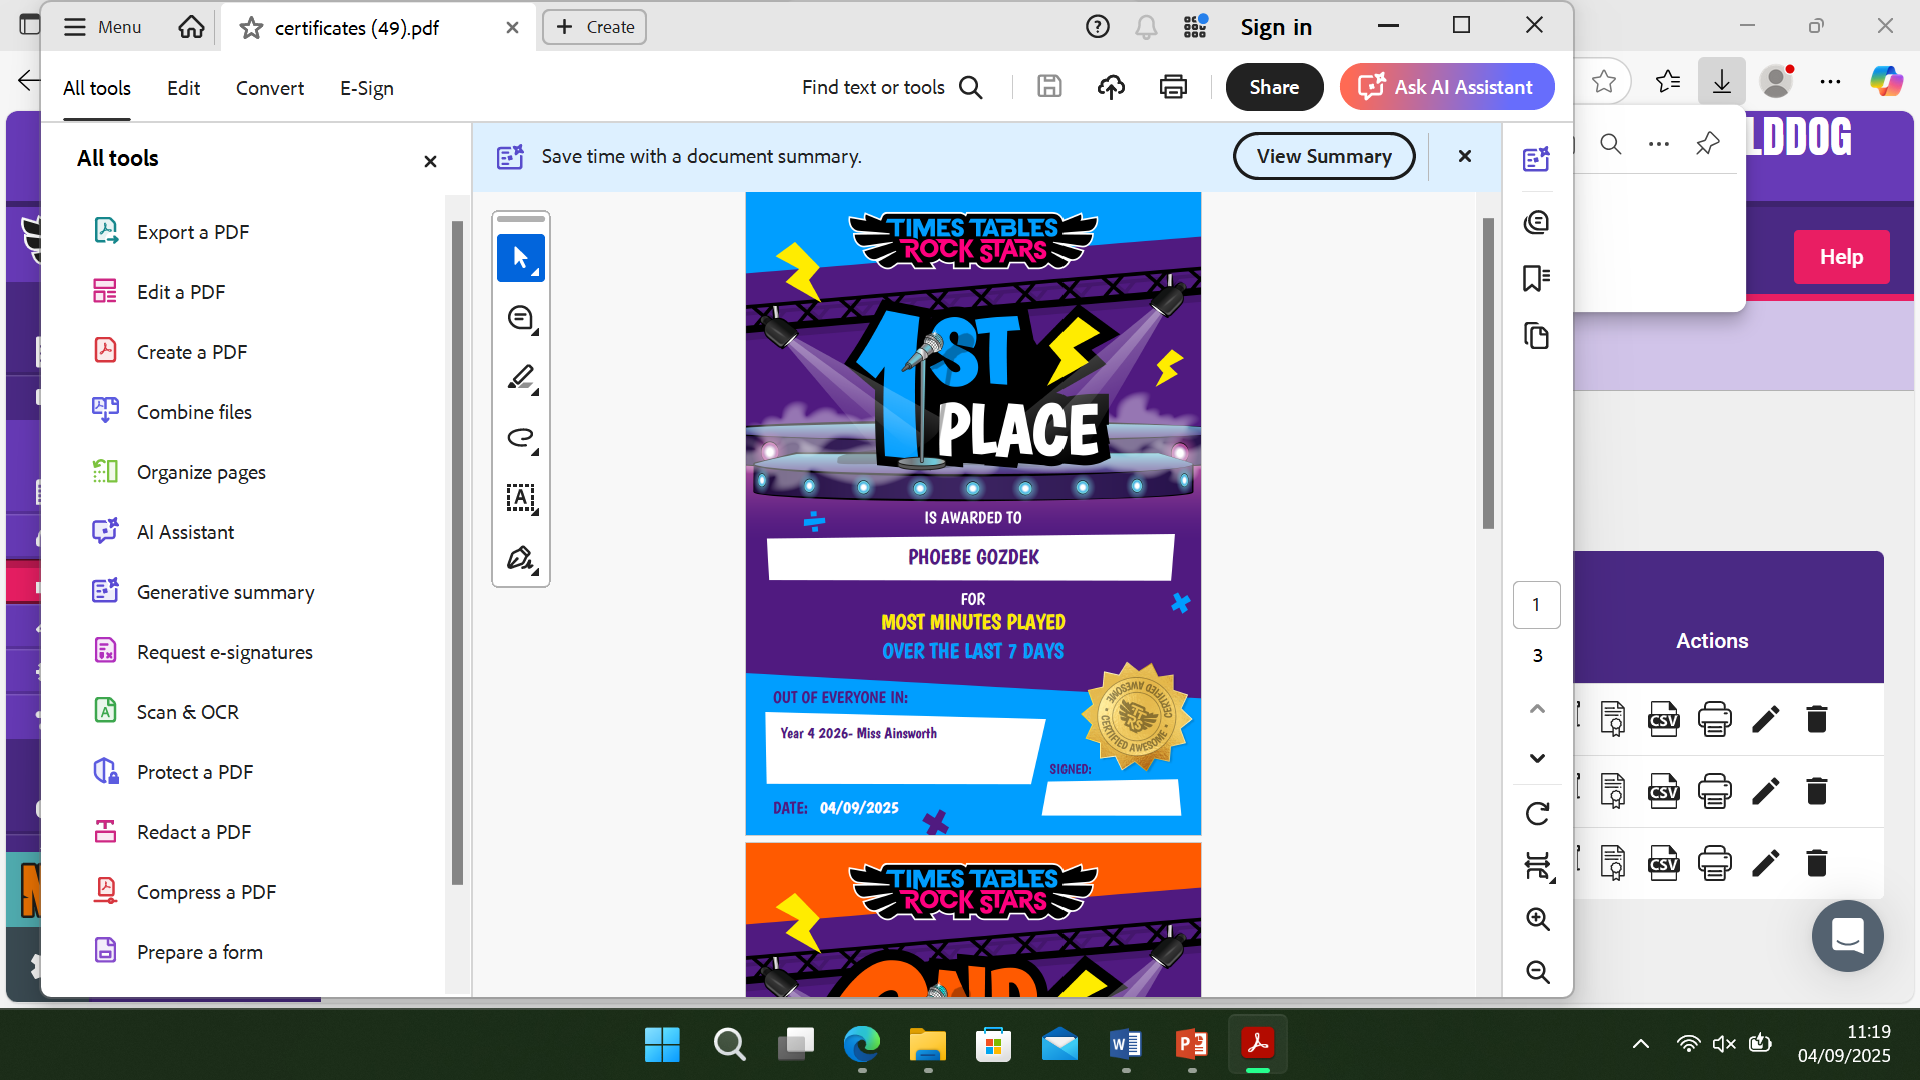 Menu
certificates (49).pdf
Create
Sign in
All tools
Edit
Convert
E-Sign
Find text or tools
Share
Ask AI Assistant
All tools
Export a PDF
Edit a PDF
Create a PDF
Combine files
Organize pages
AI Assistant
Generative summary
Request e-signatures
Scan & OCR
Protect a PDF
Redact a PDF
Compress a PDF
Prepare a form
Save time with a document summary.
View Summary
TIMES TABLES
ROCK STARS
1ST
PLACE
IS AWARDED TO
PHOEBE GOZDEK
FOR
MOST MINUTES PLAYED
OVER THE LAST 7 DAYS
OUT OF EVERYONE IN:
Year 4 2026- Miss Ainsworth
CERTIFIED AWESOME
CERTIFIED AWESOME
SIGNED:
DATE: 04/09/2025
TIMES TABLES
ROCK STARS
2ND
1
3
LDDOG
Help
Actions
CSV
CSV
CSV
11:19
04/09/2025